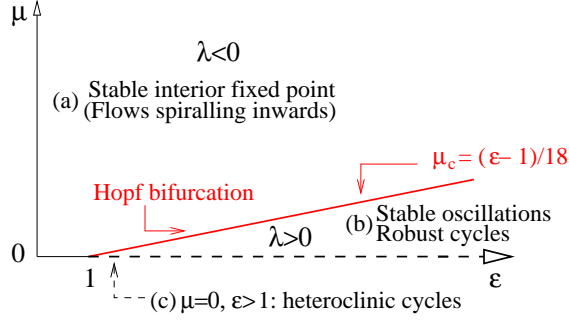 μ
λ<0
(a) Stable interior fixed point
(Flows spiralling inwards)
μc = (ε−1)/18
Hopf bifurcation
(b) Stable oscillations
Robust cycles
λ>0
0
1
ε
(c) μ=0, ε>1: heteroclinic cycles